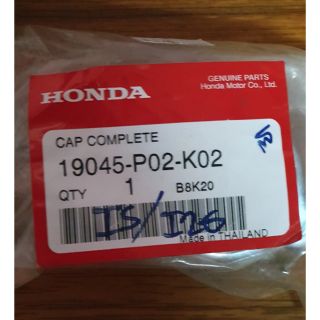 GENUINE PARTS
Honda Motor Co., Ltd.
HONDA
CAP COMPLETE
19045-P02-K02
QTY 1 B8K20
Made in THAILAND